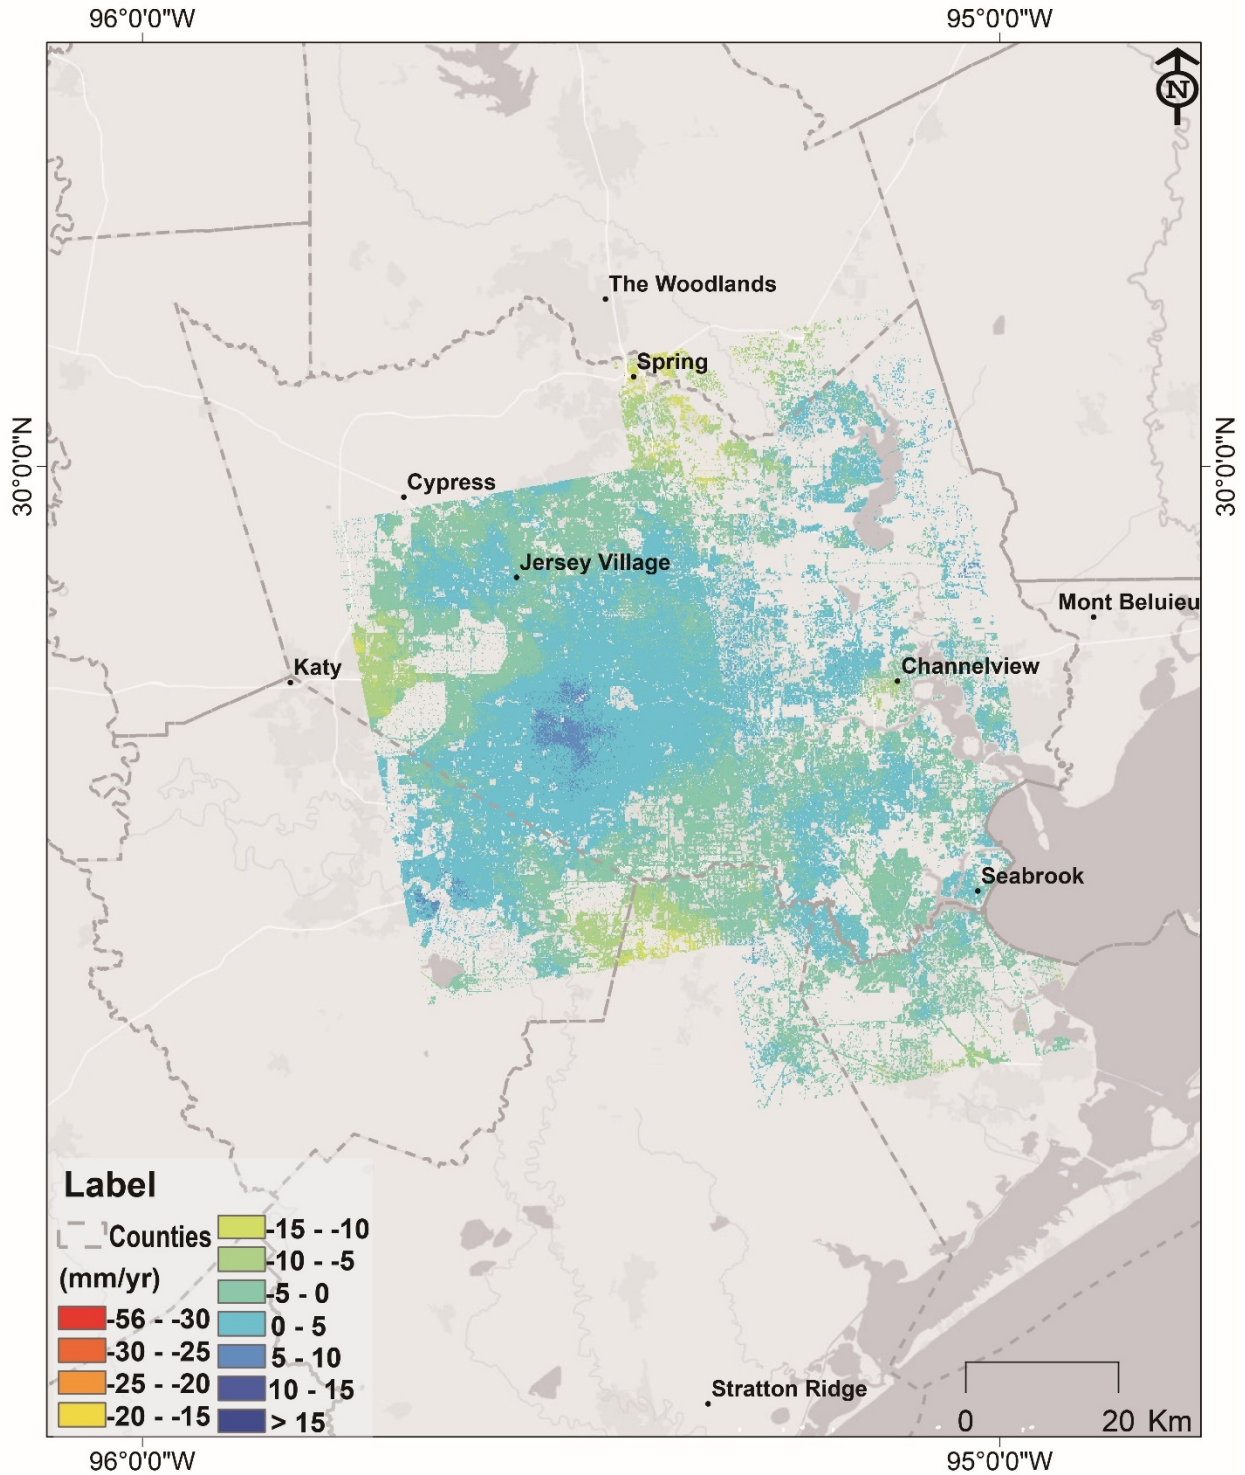 96°0'0"W 95°0'0"W
N
The Woodlands
Spring
30°0'0"N 30°0'0"N
Cypress
Jersey Village
Mont Beluieu
Channelview
Katy
Seabrook
Label
Counties
(mm/yr)
-56 - -30
-30 - -25
-25 - -20
-20 - -15
-15 - -10
-10 - -5
-5 - 0
0 - 5
5 - 10
10 - 15
> 15
Stratton Ridge
0 20 Km
96°0'0"W 95°0'0"W